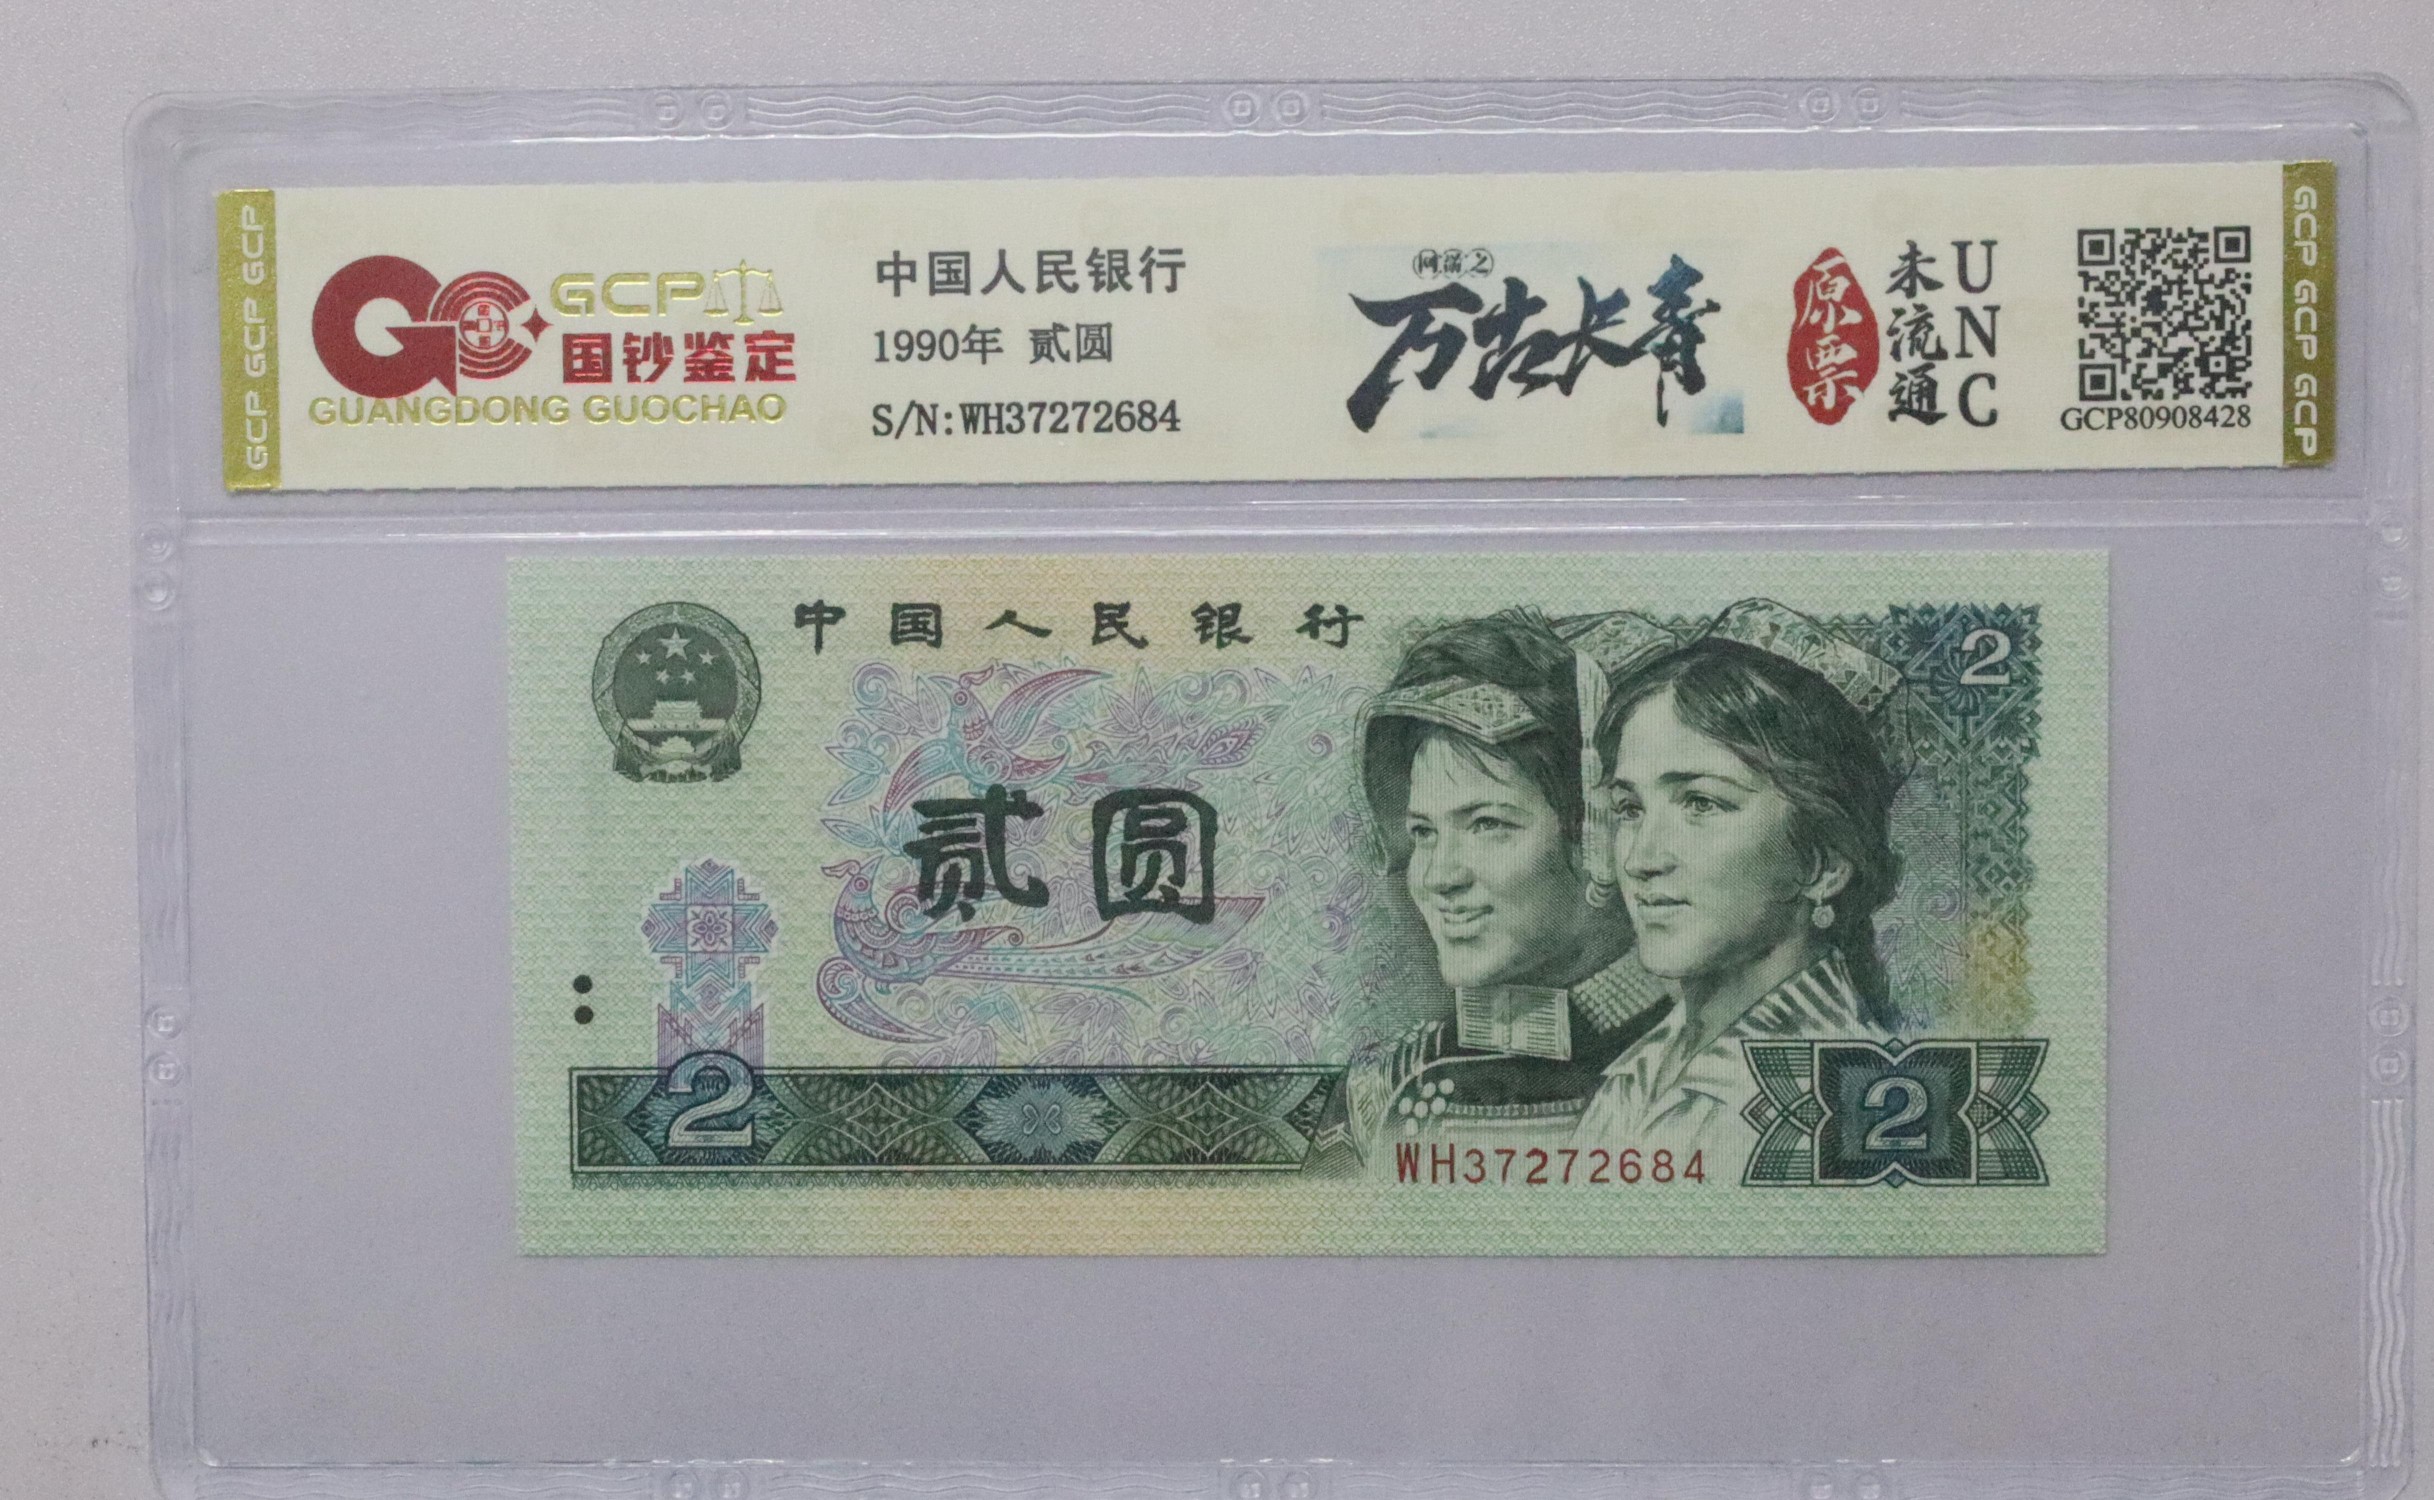 GCP GCP GCP
GCP
国钞鉴定
GUANGDONG GUOCHAO
中国人民银行
1990年 贰圆
S/N:WH37272684
万古长青
原票
未流通
UNC
GCP80908428
GCP GCP GCP
中国人民银行
2
贰圆
2
WH37272684
2